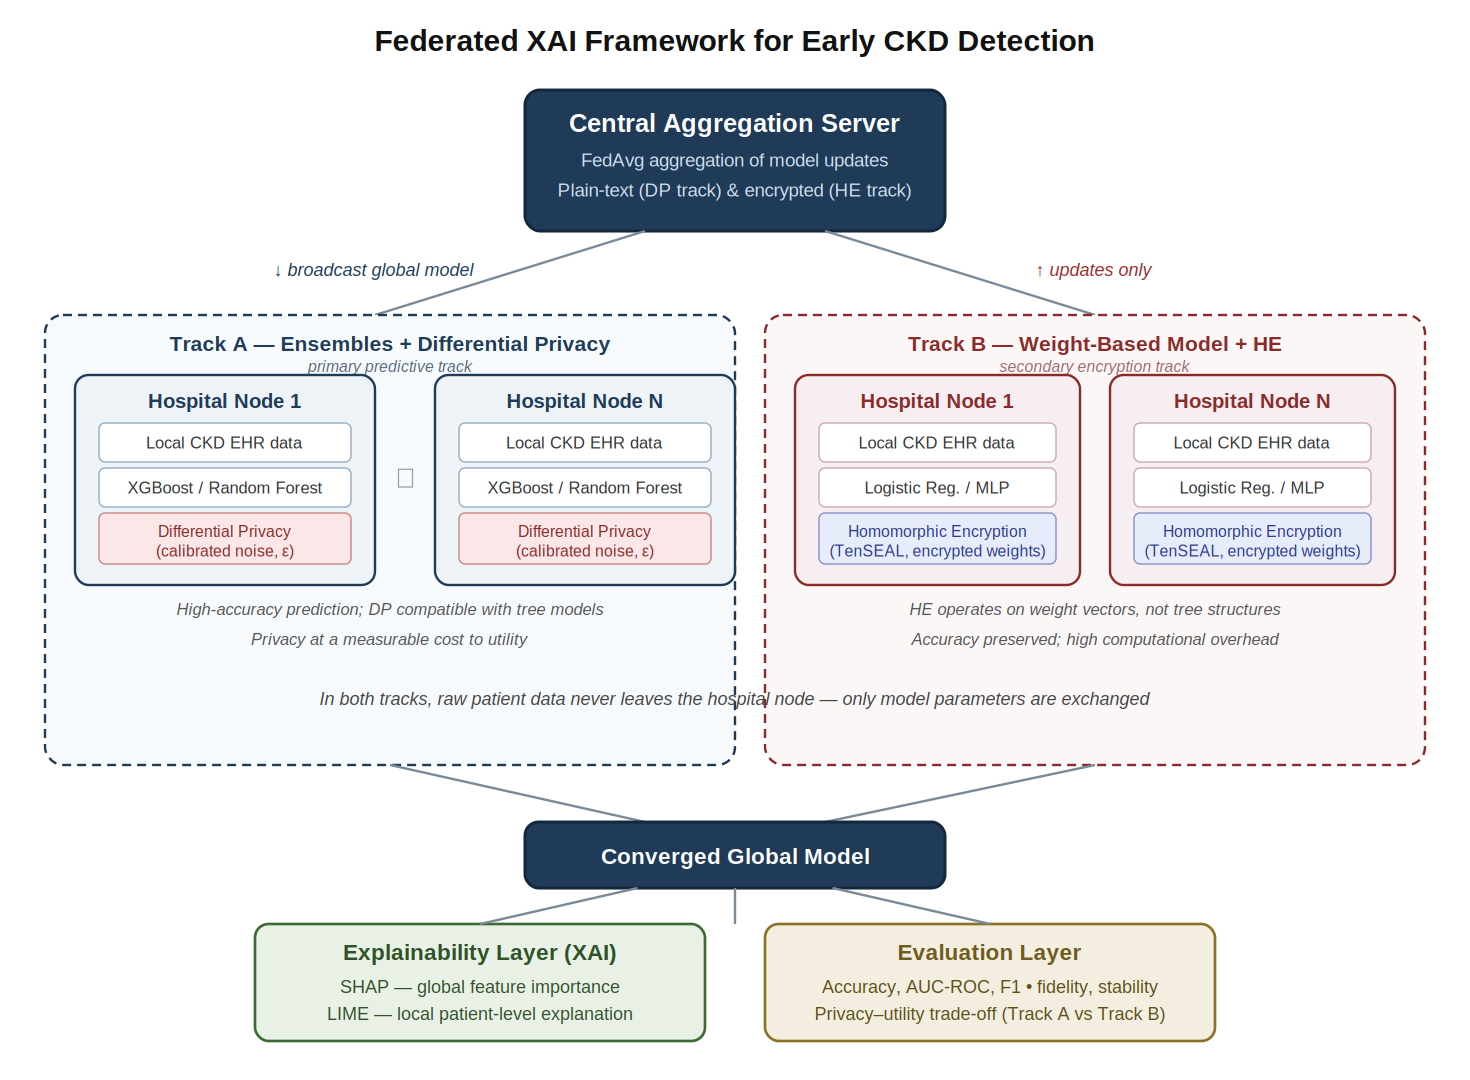 Federated XAI Framework for Early CKD Detection
Central Aggregation Server
FedAvg aggregation of model updates
Plain-text (DP track) & encrypted (HE track)
↓ broadcast global model
↑ updates only
Track A — Ensembles + Differential Privacy
primary predictive track
Hospital Node 1
Local CKD EHR data
XGBoost / Random Forest
Differential Privacy
(calibrated noise, ε)
Hospital Node N
Local CKD EHR data
XGBoost / Random Forest
Differential Privacy
(calibrated noise, ε)
High-accuracy prediction; DP compatible with tree models
Privacy at a measurable cost to utility
Track B — Weight-Based Model + HE
secondary encryption track
Hospital Node 1
Local CKD EHR data
Logistic Reg. / MLP
Homomorphic Encryption
(TenSEAL, encrypted weights)
Hospital Node N
Local CKD EHR data
Logistic Reg. / MLP
Homomorphic Encryption
(TenSEAL, encrypted weights)
HE operates on weight vectors, not tree structures
Accuracy preserved; high computational overhead
In both tracks, raw patient data never leaves the hospital node — only model parameters are exchanged
Converged Global Model
Explainability Layer (XAI)
SHAP — global feature importance
LIME — local patient-level explanation
Evaluation Layer
Accuracy, AUC-ROC, F1 • fidelity, stability
Privacy–utility trade-off (Track A vs Track B)